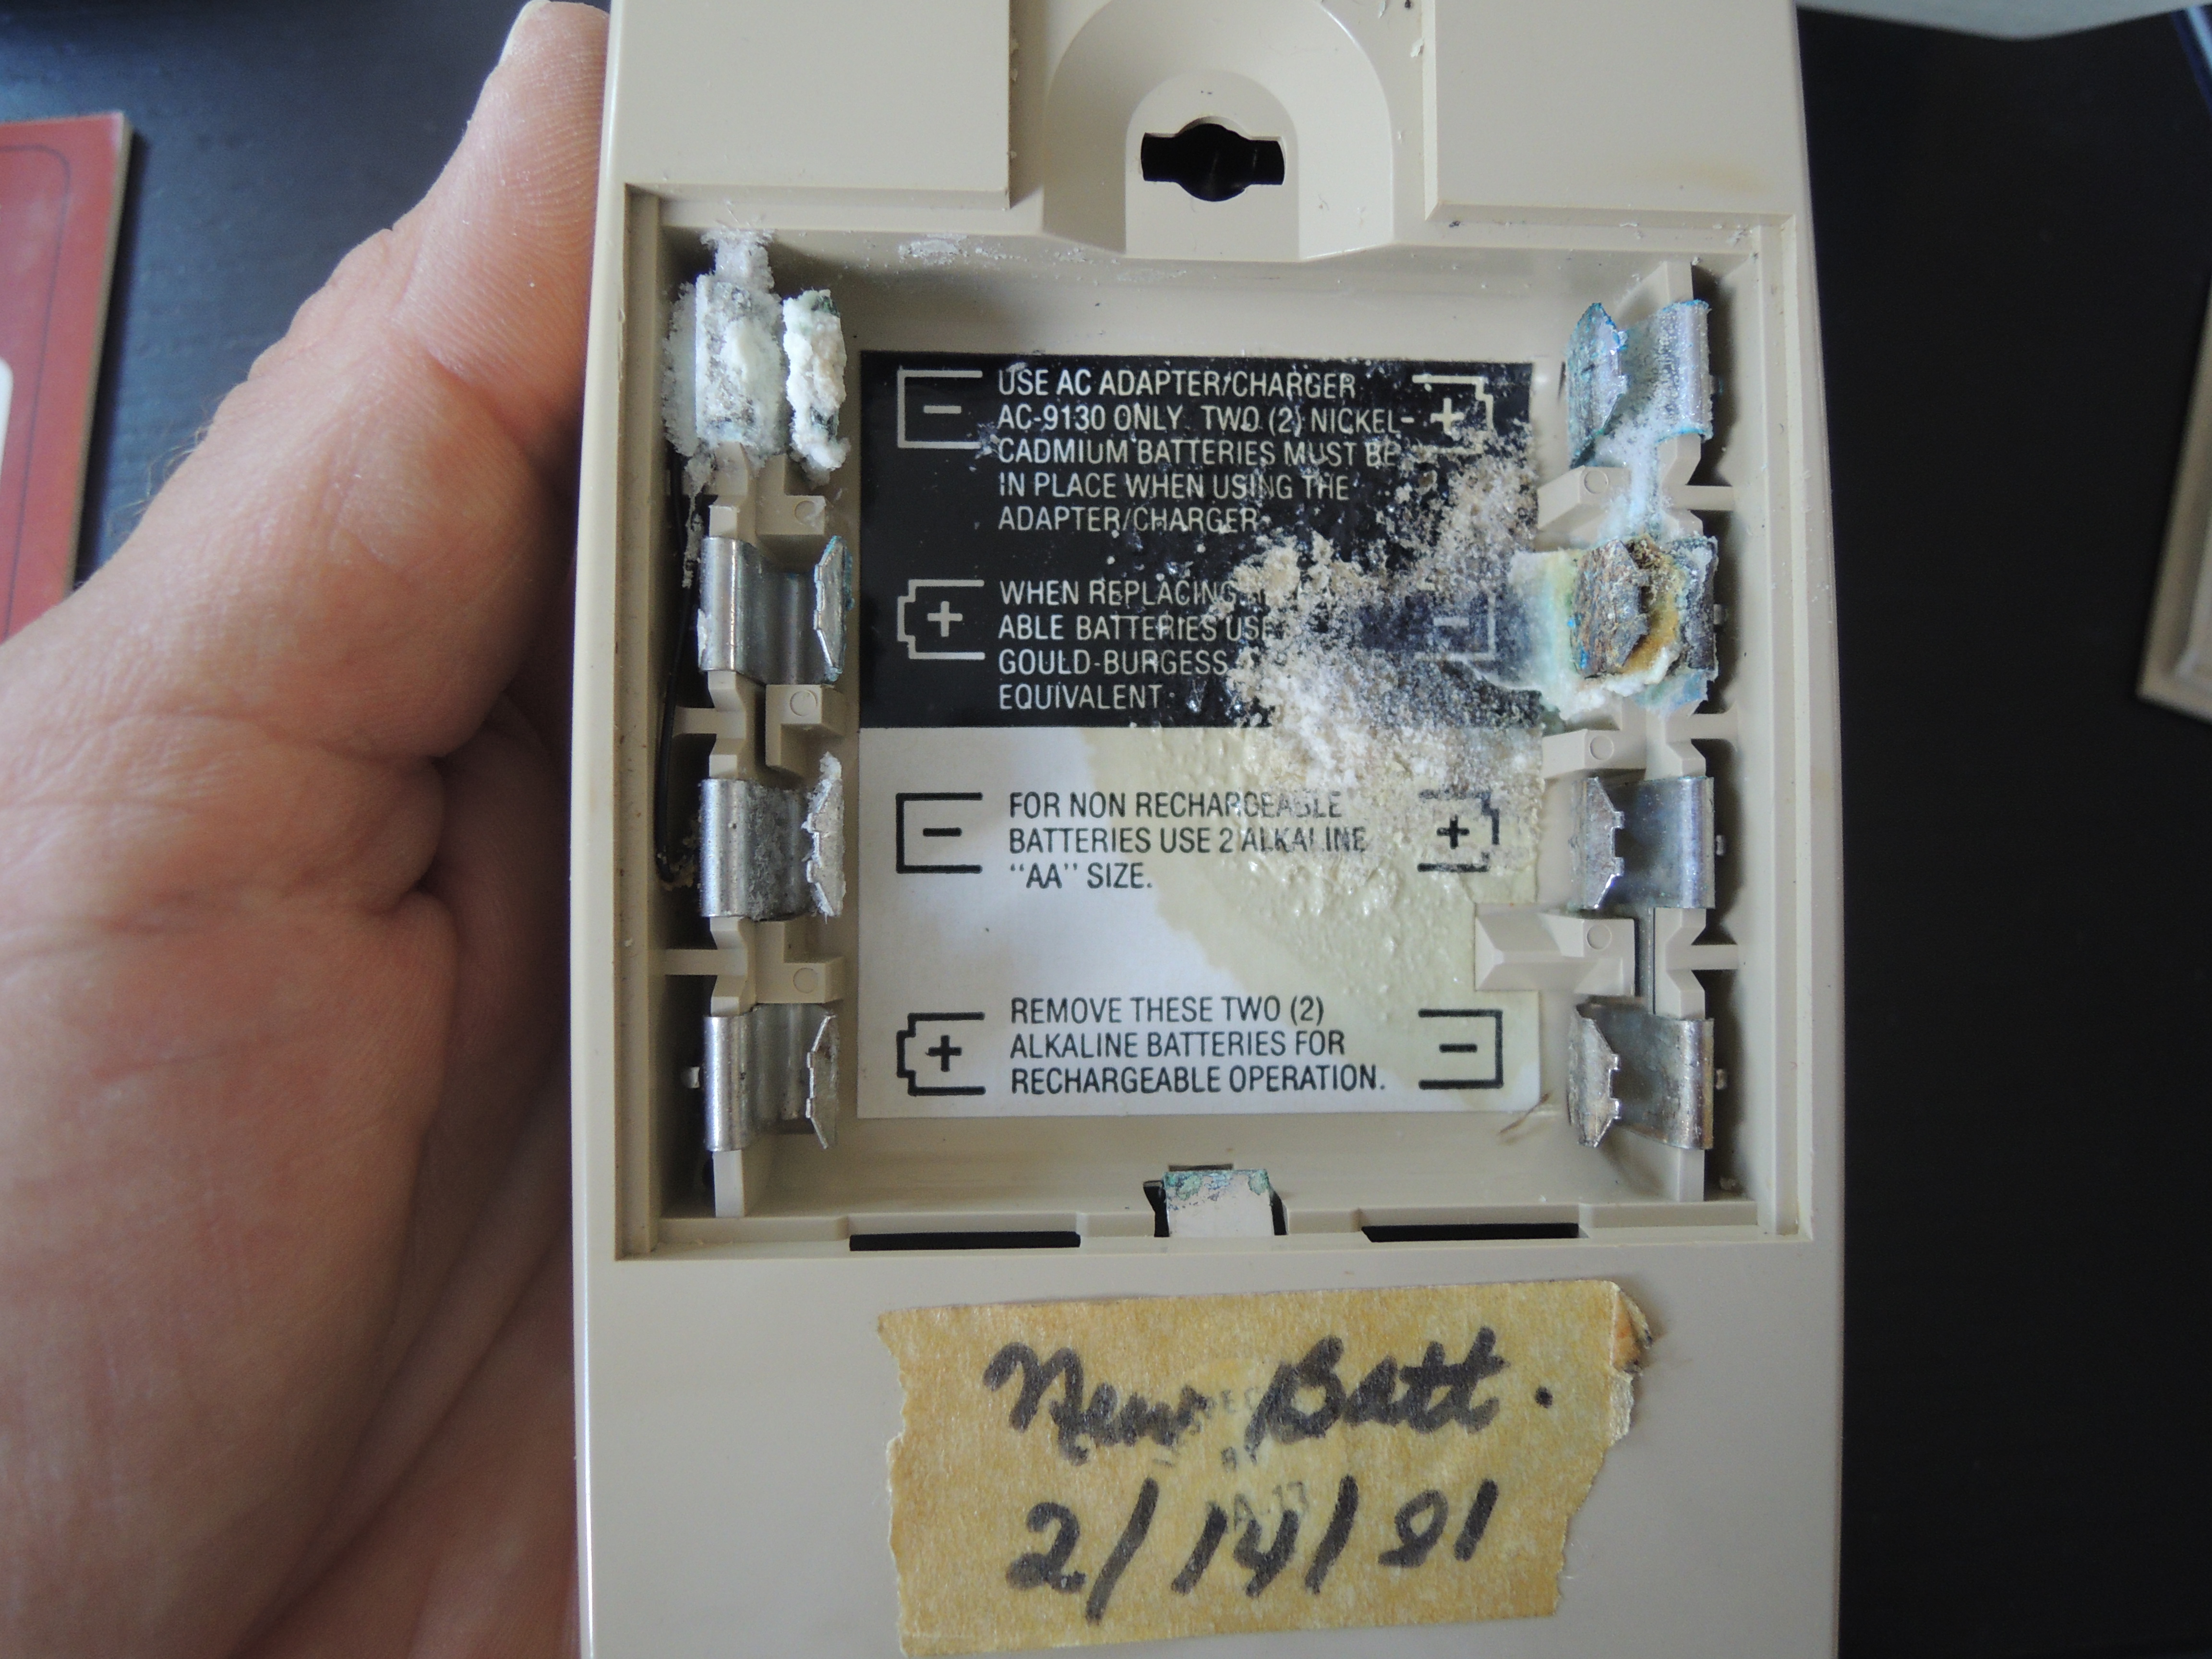 USE AC ADAPTER/CHARGER
AC-9130 ONLY TWO (2) NICKEL-
CADMIUM BATTERIES MUST BE
IN PLACE WHEN USING THE
ADAPTER/CHARGER
WHEN REPLACING
ABLE BATTERIES USE
GOULD-BURGESS
EQUIVALENT
FOR NON RECHARGEABLE
BATTERIES USE 2 ALKALINE
“AA” SIZE.
REMOVE THESE TWO (2)
ALKALINE BATTERIES FOR
RECHARGEABLE OPERATION.
New Batt.
2/14/81